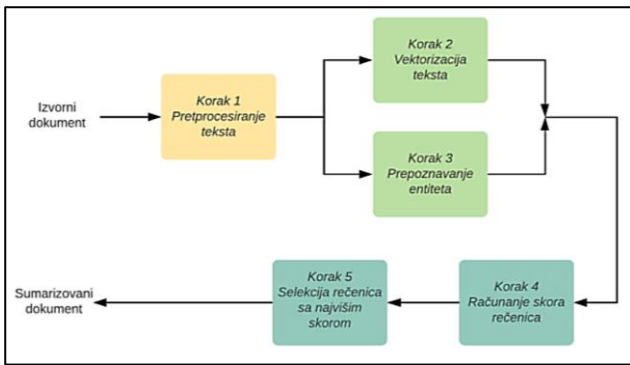 Izvorni
dokument
Korak 1
Pretprocesiranje
teksta
Korak 2
Vektorizacija
teksta
Korak 3
Prepoznavanje
entiteta
Korak 4
Računanje skora
rečenica
Korak 5
Selekcija rečenica
sa najvišim
skorom
Sumarizovani
dokument